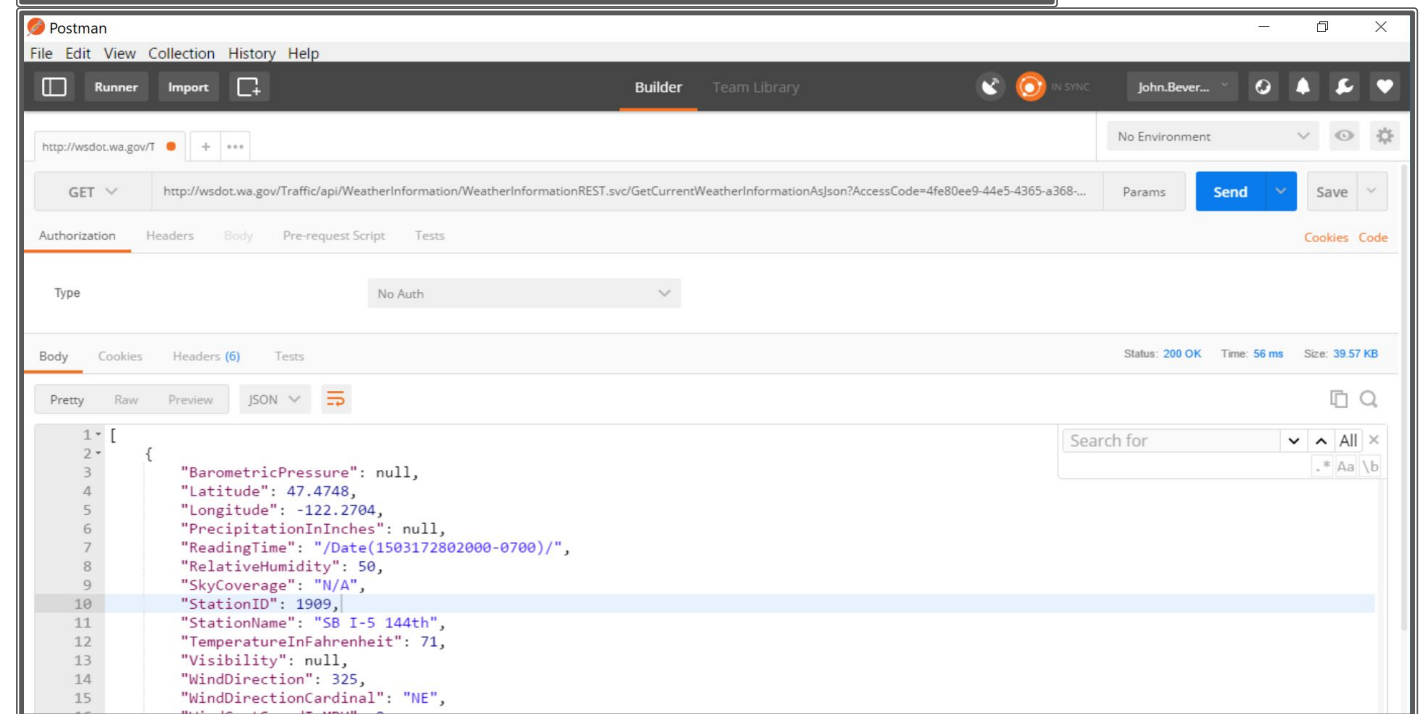 Postman
File Edit View Collection History Help
Runner Import Builder Team Library IN SYNC John.Bever...
http://wsdot.wa.gov/T + ••• No Environment
GET http://wsdot.wa.gov/Traffic/api/WeatherInformation/WeatherInformationREST.svc/GetCurrentWeatherInformationAsJson?AccessCode=4fe80ee9-44e5-4365-a368-... Params Send Save
Authorization Headers Body Pre-request Script Tests Cookies Code
Type No Auth
Body Cookies Headers (6) Tests Status: 200 OK Time: 56 ms Size: 39.57 KB
Pretty Raw Preview JSON
Search for All ×
.* Aa \b
1 [
2 {
3 "BarometricPressure": null,
4 "Latitude": 47.4748,
5 "Longitude": -122.2704,
6 "PrecipitationInInches": null,
7 "ReadingTime": "/Date(1503172802000-0700)/",
8 "RelativeHumidity": 50,
9 "SkyCoverage": "N/A",
10 "StationID": 1909,
11 "StationName": "SB I-5 144th",
12 "TemperatureInFahrenheit": 71,
13 "Visibility": null,
14 "WindDirection": 325,
15 "WindDirectionCardinal": "NE",